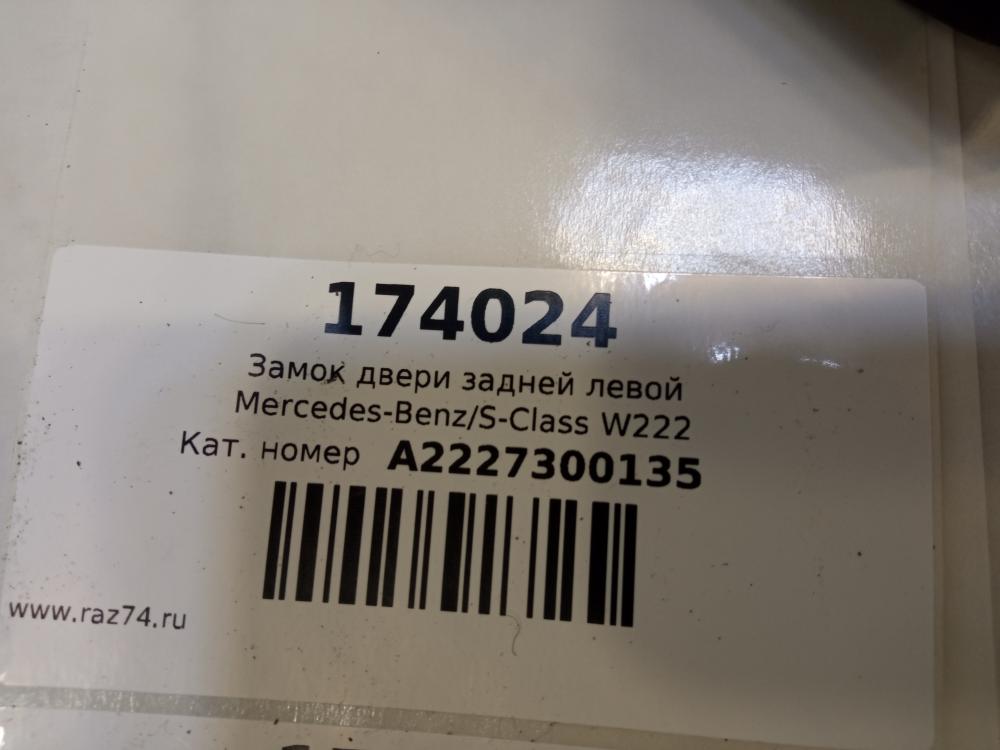 174024
Замок двери задней левой
Mercedes-Benz/S-Class W222
Кат. номер A2227300135
www.raz74.ru